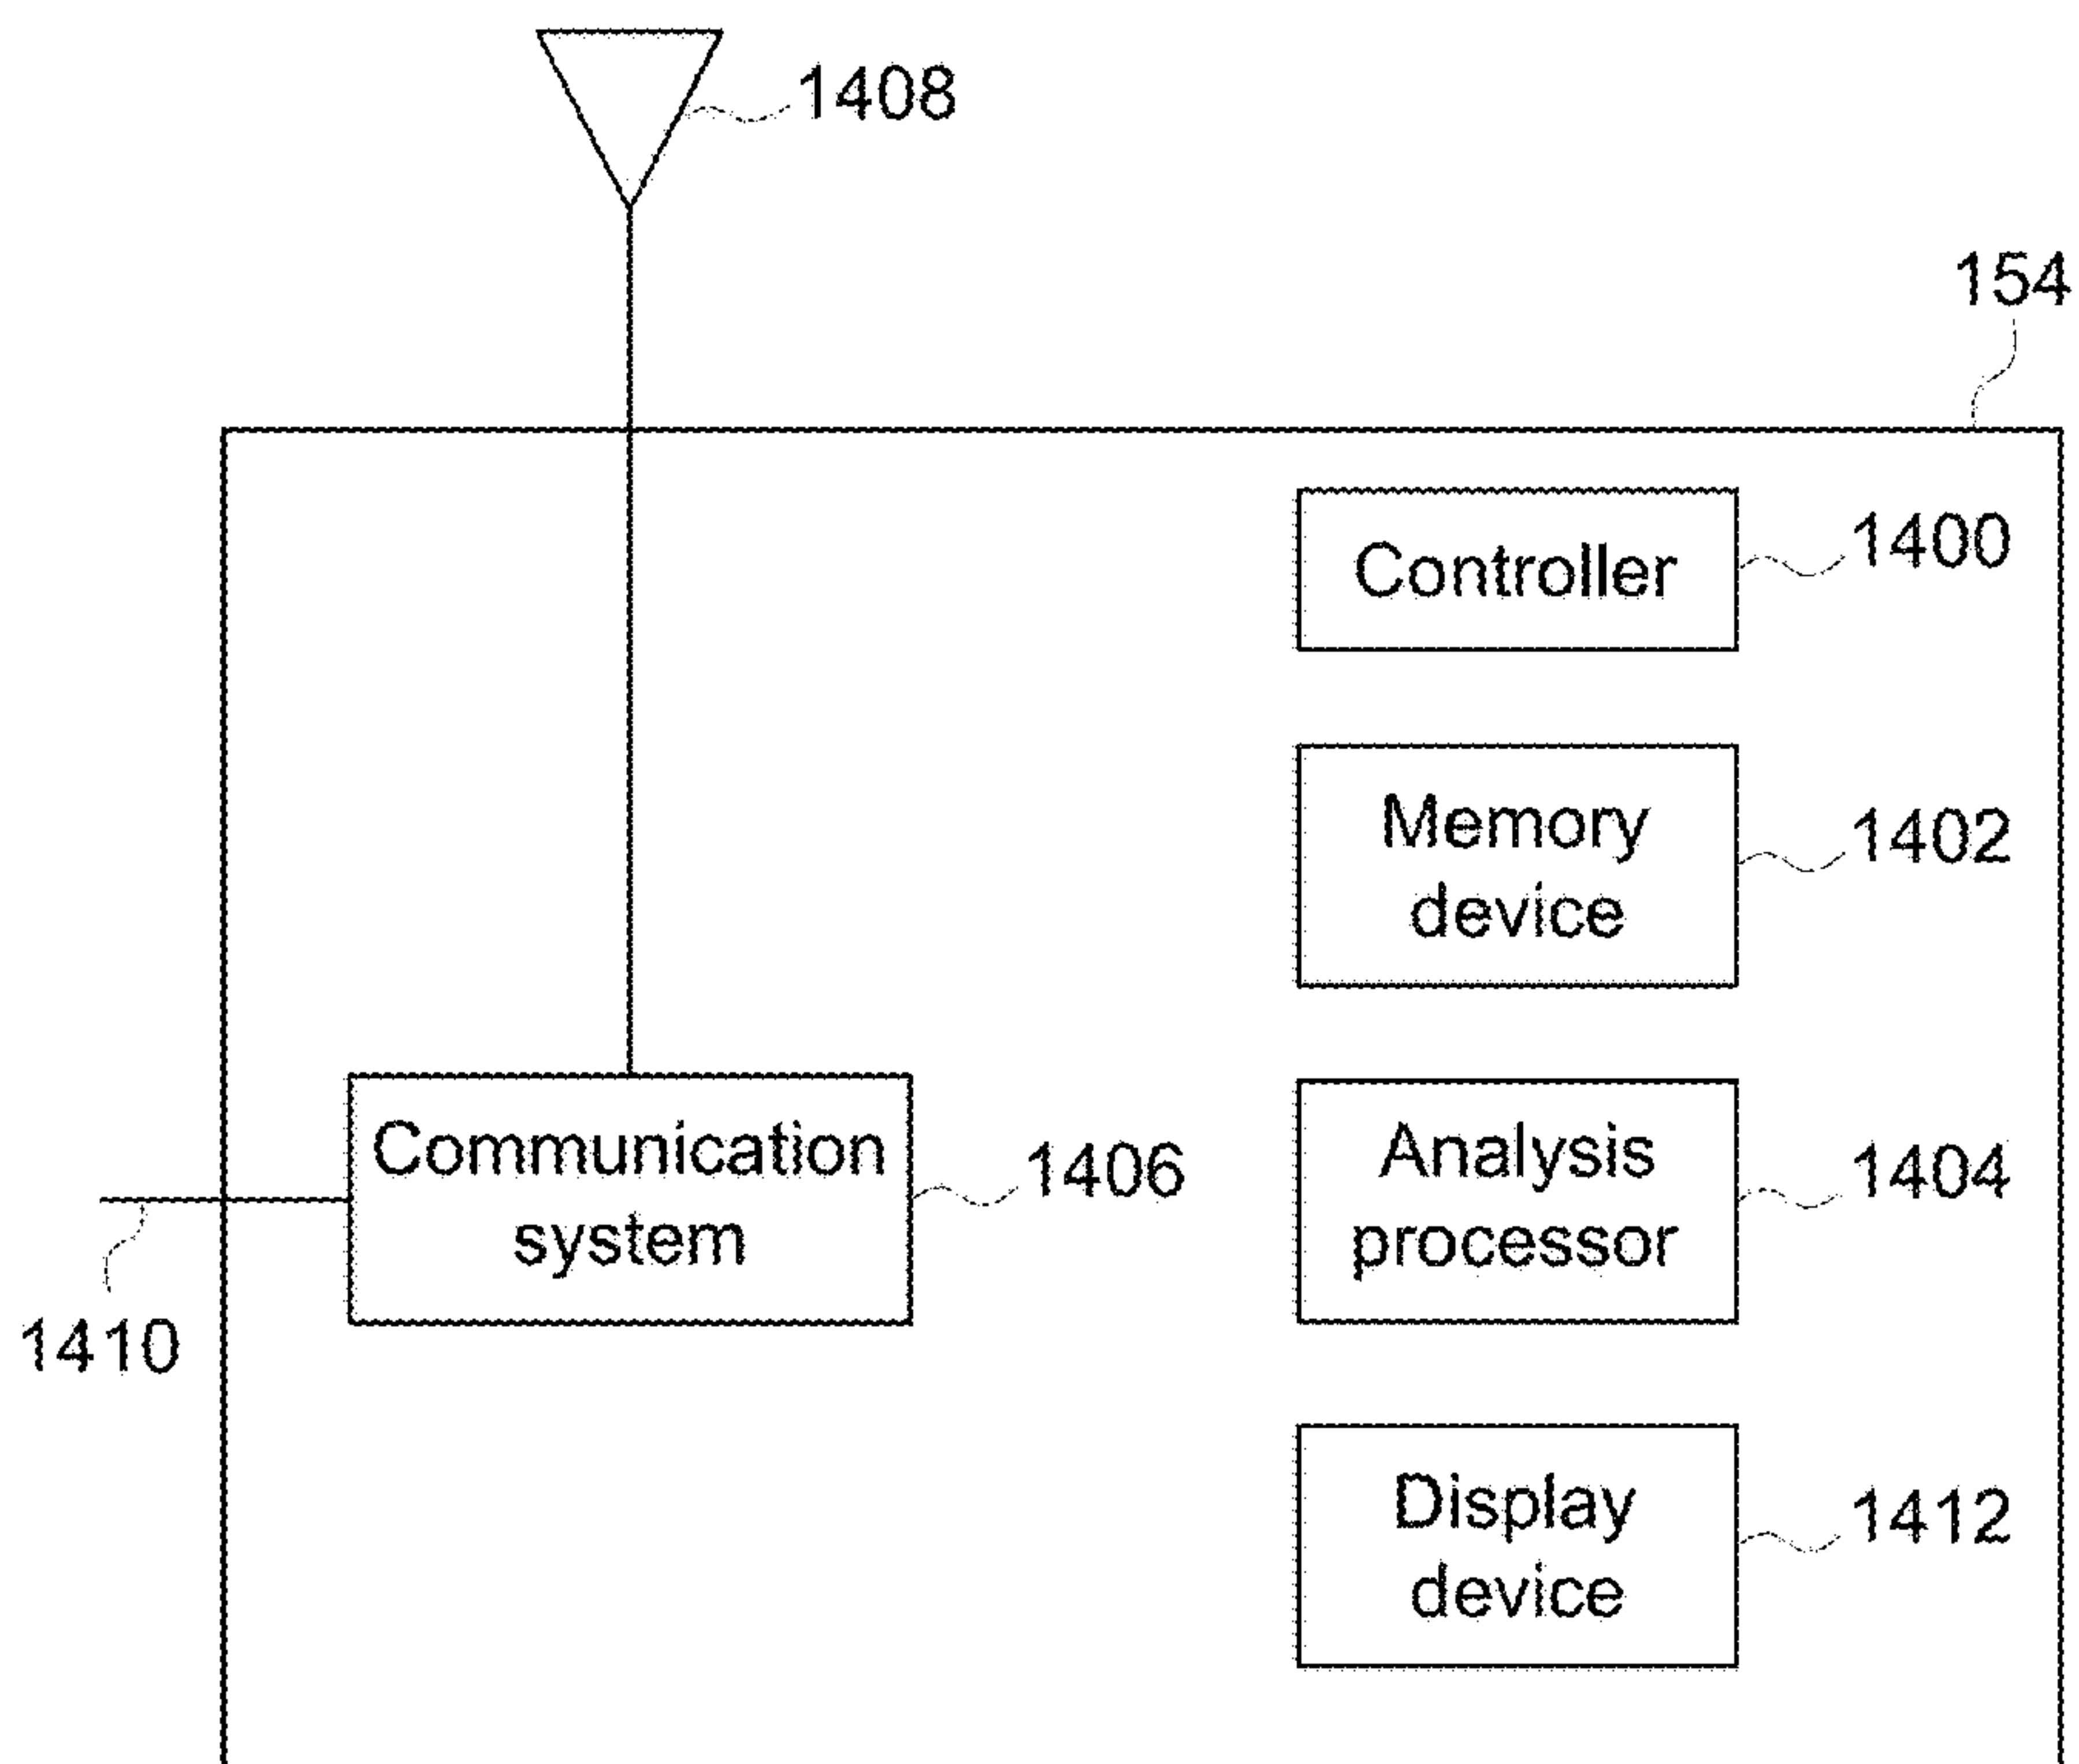 1408
154
Controller
1400
Memory
device
1402
Communication
system
1406
Analysis
processor
1404
1410
Display
device
1412